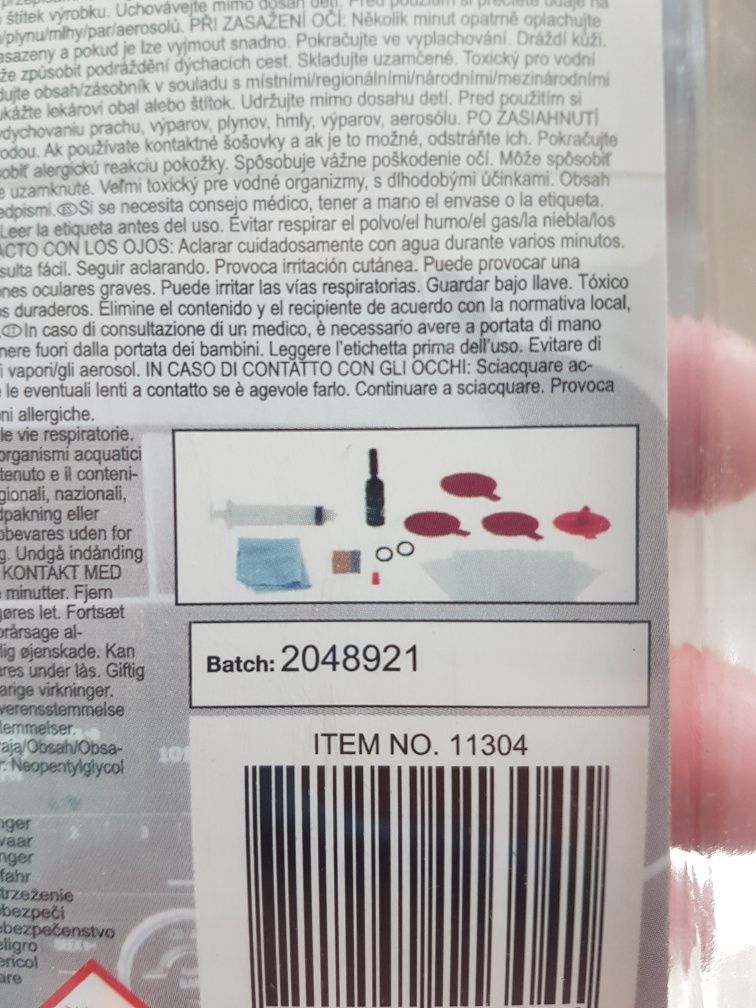 štítek výrobku. Uchovávejte mimo dosah dětí. Před použitím si přečtěte údaje na
/plynu/mlhy/par/aerosolů. PŘI ZASAŽENÍ OČÍ: Několik minut opatrně oplachujte
asazeny a pokud je lze vyjmout snadno. Pokračujte ve vyplachování. Dráždí kůži.
že způsobit podráždění dýchacích cest. Skladujte uzamčené. Toxický pro vodní
dujte obsah/zásobník v souladu s místními/regionálními/národními/mezinárodními
ukážte lekárovi obal alebo štítok. Udržujte mimo dosahu detí. Pred použitím si
vdychovaniu prachu, výparov, plynov, hmly, výparov, aerosólu. PO ZASIAHNUTÍ
odou. Ak používate kontaktné šošovky a ak je to možné, odstráňte ich. Pokračujte
sobiť alergickú reakciu pokožky. Spôsobuje vážne poškodenie očí. Môže spôsobiť
e uzamknuté. Veľmi toxický pre vodné organizmy, s dlhodobými účinkami. Obsah
edpismi. ES Si se necesita consejo médico, tener a mano el envase o la etiqueta.
Leer la etiqueta antes del uso. Évitar respirar el polvo/el humo/el gas/la niebla/los
ACTO CON LOS OJOS: Aclarar cuidadosamente con agua durante varios minutos.
sulta fácil. Seguir aclarando. Provoca irritación cutánea. Puede provocar una
nes oculares graves. Puede irritar las vías respiratorias. Guardar bajo llave. Tóxico
s duraderos. Elimine el contenido y el recipiente de acuerdo con la normativa local,
IT In caso di consultazione di un medico, è necessario avere a portata di mano
nere fuori dalla portata dei bambini. Leggere l'etichetta prima dell'uso. Evitare di
i vapori/gli aerosol. IN CASO DI CONTATTO CON GLI OCCHI: Sciacquare ac-
e le eventuali lenti a contatto se è agevole farlo. Continuare a sciacquare. Provoca
ni allergiche.
le vie respiratorie.
organismi acquatici
tenuto e il conteni-
gionali, nazionali,
dpakning eller
obevares uden for
g. Undgå indånding
KONTAKT MED
minutter. Fjern
gøres let. Fortsæt
orårsage al-
lig øjenskade. Kan
res under lås. Giftig
arige virkninger.
verensstemmelse
emmelser.
aja/Obsah/Obsa-
r: Neopentylglycol
nger
vaar
nger
fahr
trzeżenie
bezpečí
bezpečenstvo
eligro
ericol
are
Batch: 2048921
ITEM NO. 11304